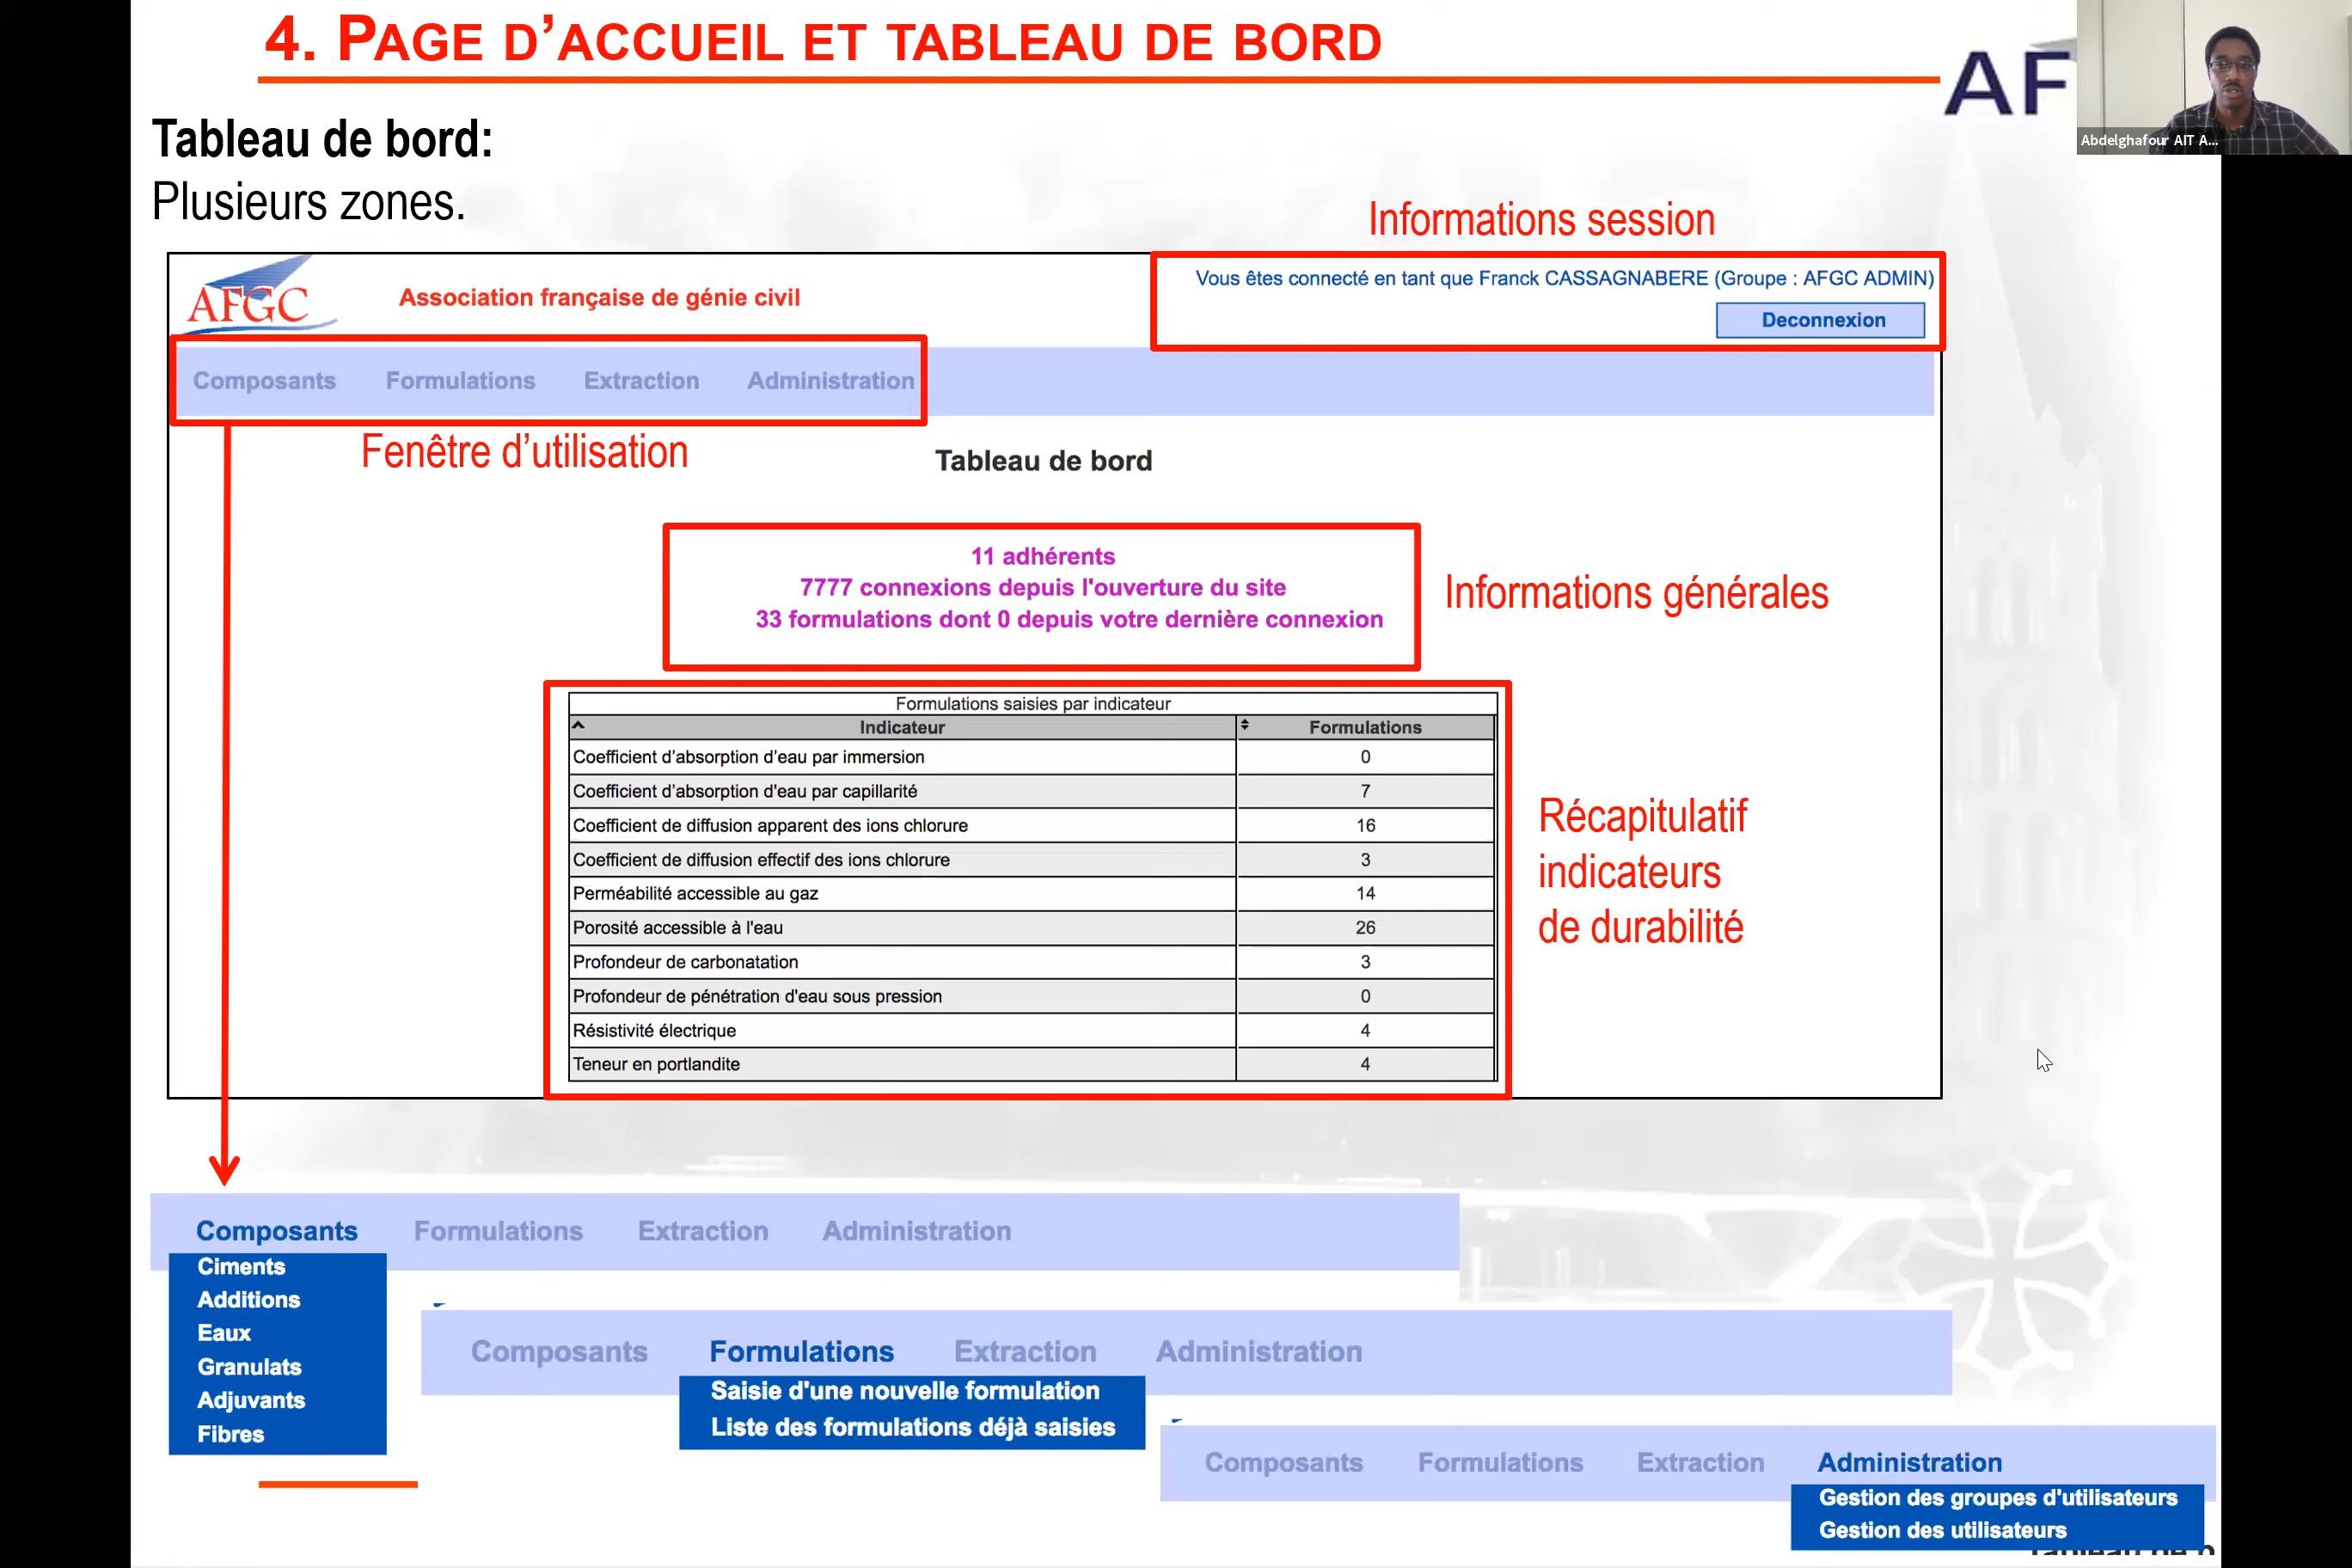 4. PAGE D'ACCUEIL ET TABLEAU DE BORD
AF
Abdelghafour AIT A...
Tableau de bord:
Plusieurs zones.
Informations session
AFGC
Association française de génie civil
Vous êtes connecté en tant que Franck CASSAGNABERE (Groupe : AFGC ADMIN)
Deconnexion
Composants Formulations Extraction Administration
Fenêtre d'utilisation
Tableau de bord
11 adhérents
7777 connexions depuis l'ouverture du site
33 formulations dont 0 depuis votre dernière connexion
Informations générales
Formulations saisies par indicateur
Indicateur Formulations
Coefficient d'absorption d'eau par immersion 0
Coefficient d'absorption d'eau par capillarité 7
Coefficient de diffusion apparent des ions chlorure 16
Coefficient de diffusion effectif des ions chlorure 3
Perméabilité accessible au gaz 14
Porosité accessible à l'eau 26
Profondeur de carbonatation 3
Profondeur de pénétration d'eau sous pression 0
Résistivité électrique 4
Teneur en portlandite 4
Récapitulatif
indicateurs
de durabilité
Composants Formulations Extraction Administration
Ciments
Additions
Eaux
Granulats
Adjuvants
Fibres
Composants Formulations Extraction Administration
Saisie d'une nouvelle formulation
Liste des formulations déjà saisies
Composants Formulations Extraction Administration
Gestion des groupes d'utilisateurs
Gestion des utilisateurs